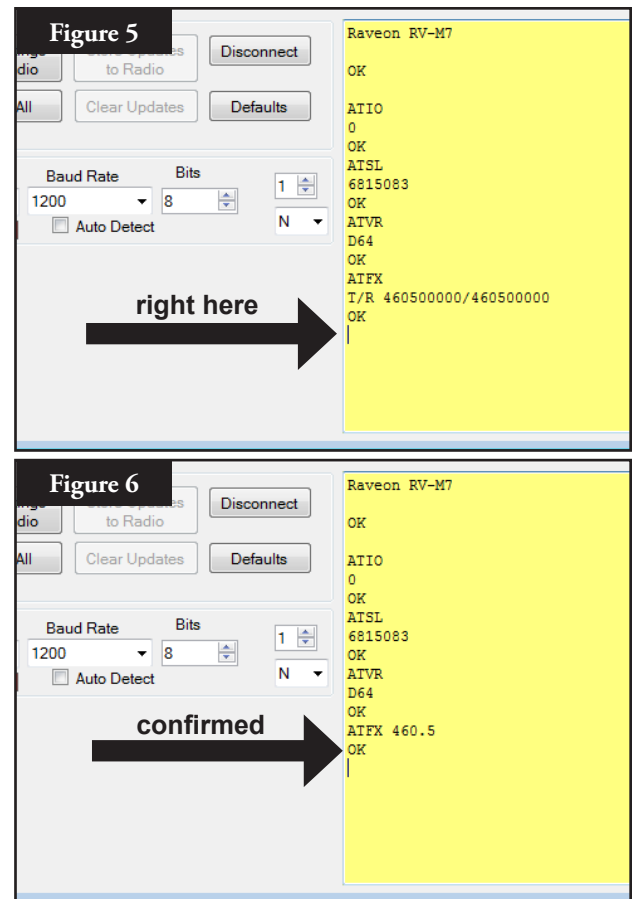 Figure 5
dio
to Radio
Disconnect
All
Clear Updates
Defaults
Baud Rate
Bits
1200
8
1
Auto Detect
N
right here
Raveon RV-M7
OK
ATIO
0
OK
ATSL
6815083
OK
ATVR
D64
OK
ATFX
T/R 460500000/460500000
OK
Figure 6
dio
to Radio
Disconnect
All
Clear Updates
Defaults
Baud Rate
Bits
1200
8
1
Auto Detect
N
confirmed
Raveon RV-M7
OK
ATIO
0
OK
ATSL
6815083
OK
ATVR
D64
OK
ATFX 460.5
OK